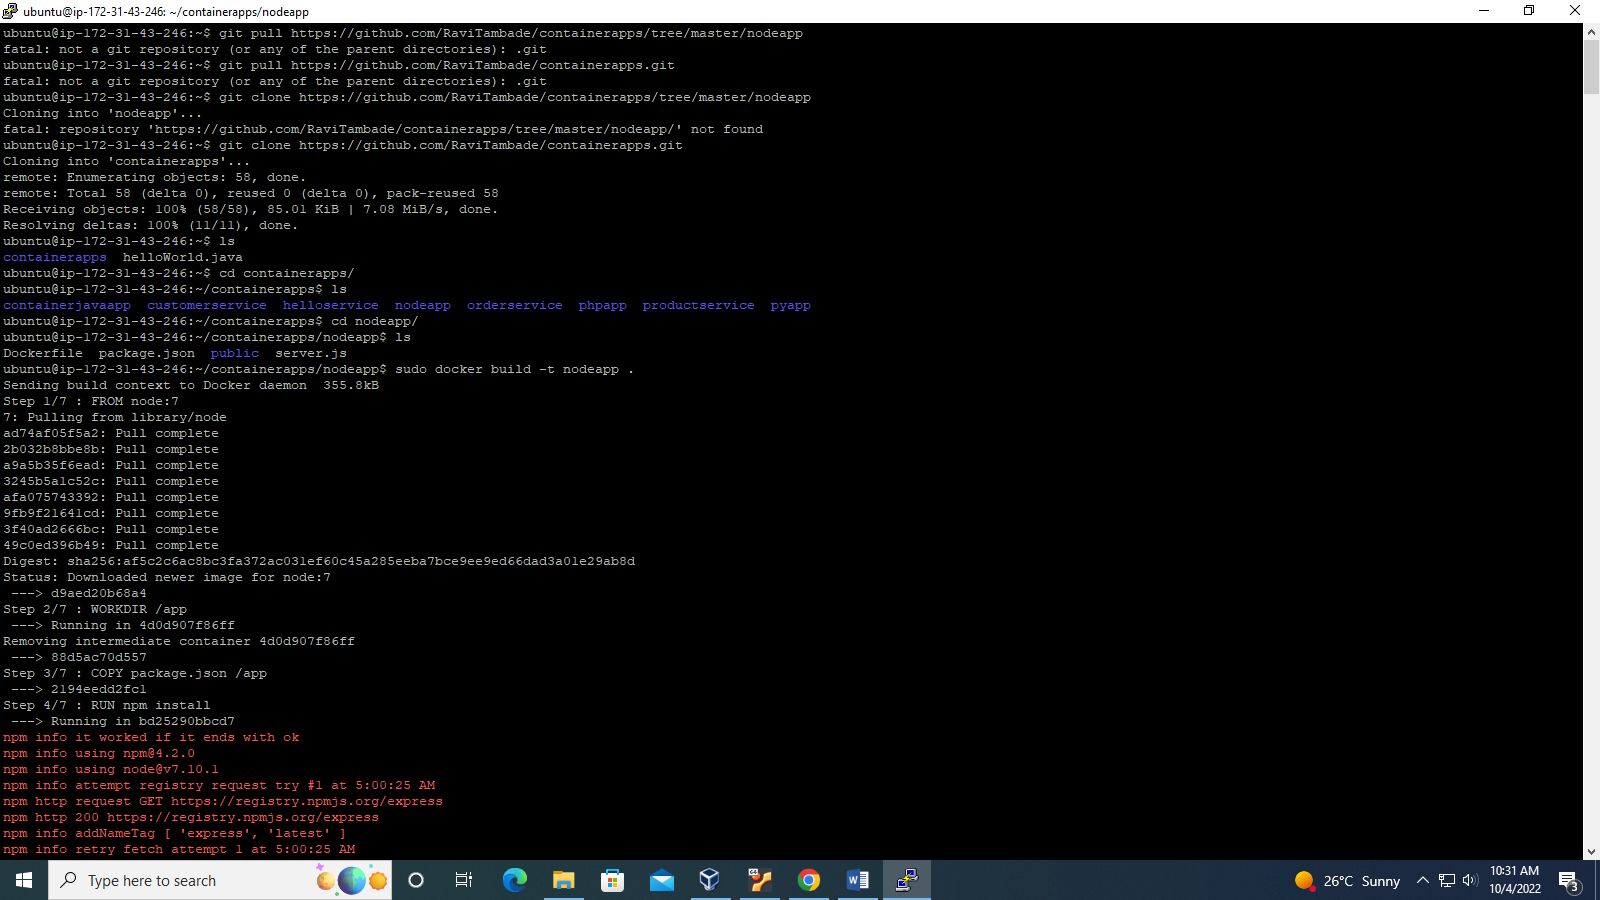 ubuntu@ip-172-31-43-246: ~/containerapps/nodeapp
ubuntu@ip-172-31-43-246:~$ git pull https://github.com/RaviTambade/containerapps/tree/master/nodeapp
fatal: not a git repository (or any of the parent directories): .git
ubuntu@ip-172-31-43-246:~$ git pull https://github.com/RaviTambade/containerapps.git
fatal: not a git repository (or any of the parent directories): .git
ubuntu@ip-172-31-43-246:~$ git clone https://github.com/RaviTambade/containerapps/tree/master/nodeapp
Cloning into 'nodeapp'...
fatal: repository 'https://github.com/RaviTambade/containerapps/tree/master/nodeapp/' not found
ubuntu@ip-172-31-43-246:~$ git clone https://github.com/RaviTambade/containerapps.git
Cloning into 'containerapps'...
remote: Enumerating objects: 58, done.
remote: Total 58 (delta 0), reused 0 (delta 0), pack-reused 58
Receiving objects: 100% (58/58), 85.01 KiB | 7.08 MiB/s, done.
Resolving deltas: 100% (11/11), done.
ubuntu@ip-172-31-43-246:~$ ls
containerapps  helloWorld.java
ubuntu@ip-172-31-43-246:~$ cd containerapps/
ubuntu@ip-172-31-43-246:~/containerapps$ ls
containerjavaapp  customerservice  helloservice  nodeapp  orderservice  phpapp  productservice  pyapp
ubuntu@ip-172-31-43-246:~/containerapps$ cd nodeapp/
ubuntu@ip-172-31-43-246:~/containerapps/nodeapp$ ls
Dockerfile  package.json  public  server.js
ubuntu@ip-172-31-43-246:~/containerapps/nodeapp$ sudo docker build -t nodeapp .
Sending build context to Docker daemon  355.8kB
Step 1/7 : FROM node:7
7: Pulling from library/node
ad74af05f5a2: Pull complete
2b032b8bbe8b: Pull complete
a9a5b35f6ead: Pull complete
3245b5a1c52c: Pull complete
afa075743392: Pull complete
9fb9f21641cd: Pull complete
3f40ad2666bc: Pull complete
49c0ed396b49: Pull complete
Digest: sha256:af5c2c6ac8bc3fa372ac031ef60c45a285eeba7bce9ee9ed66dad3a01e29ab8d
Status: Downloaded newer image for node:7
 ---> d9aed20b68a4
Step 2/7 : WORKDIR /app
 ---> Running in 4d0d907f86ff
Removing intermediate container 4d0d907f86ff
 ---> 88d5ac70d557
Step 3/7 : COPY package.json /app
 ---> 2194eedd2fc1
Step 4/7 : RUN npm install
 ---> Running in bd25290bbcd7
npm info it worked if it ends with ok
npm info using npm@4.2.0
npm info using node@v7.10.1
npm info attempt registry request try #1 at 5:00:25 AM
npm http request GET https://registry.npmjs.org/express
npm http 200 https://registry.npmjs.org/express
npm info addNameTag [ 'express', 'latest' ]
npm info retry fetch attempt 1 at 5:00:25 AM
Type here to search
64
W
26°C Sunny
10:31 AM
10/4/2022
3